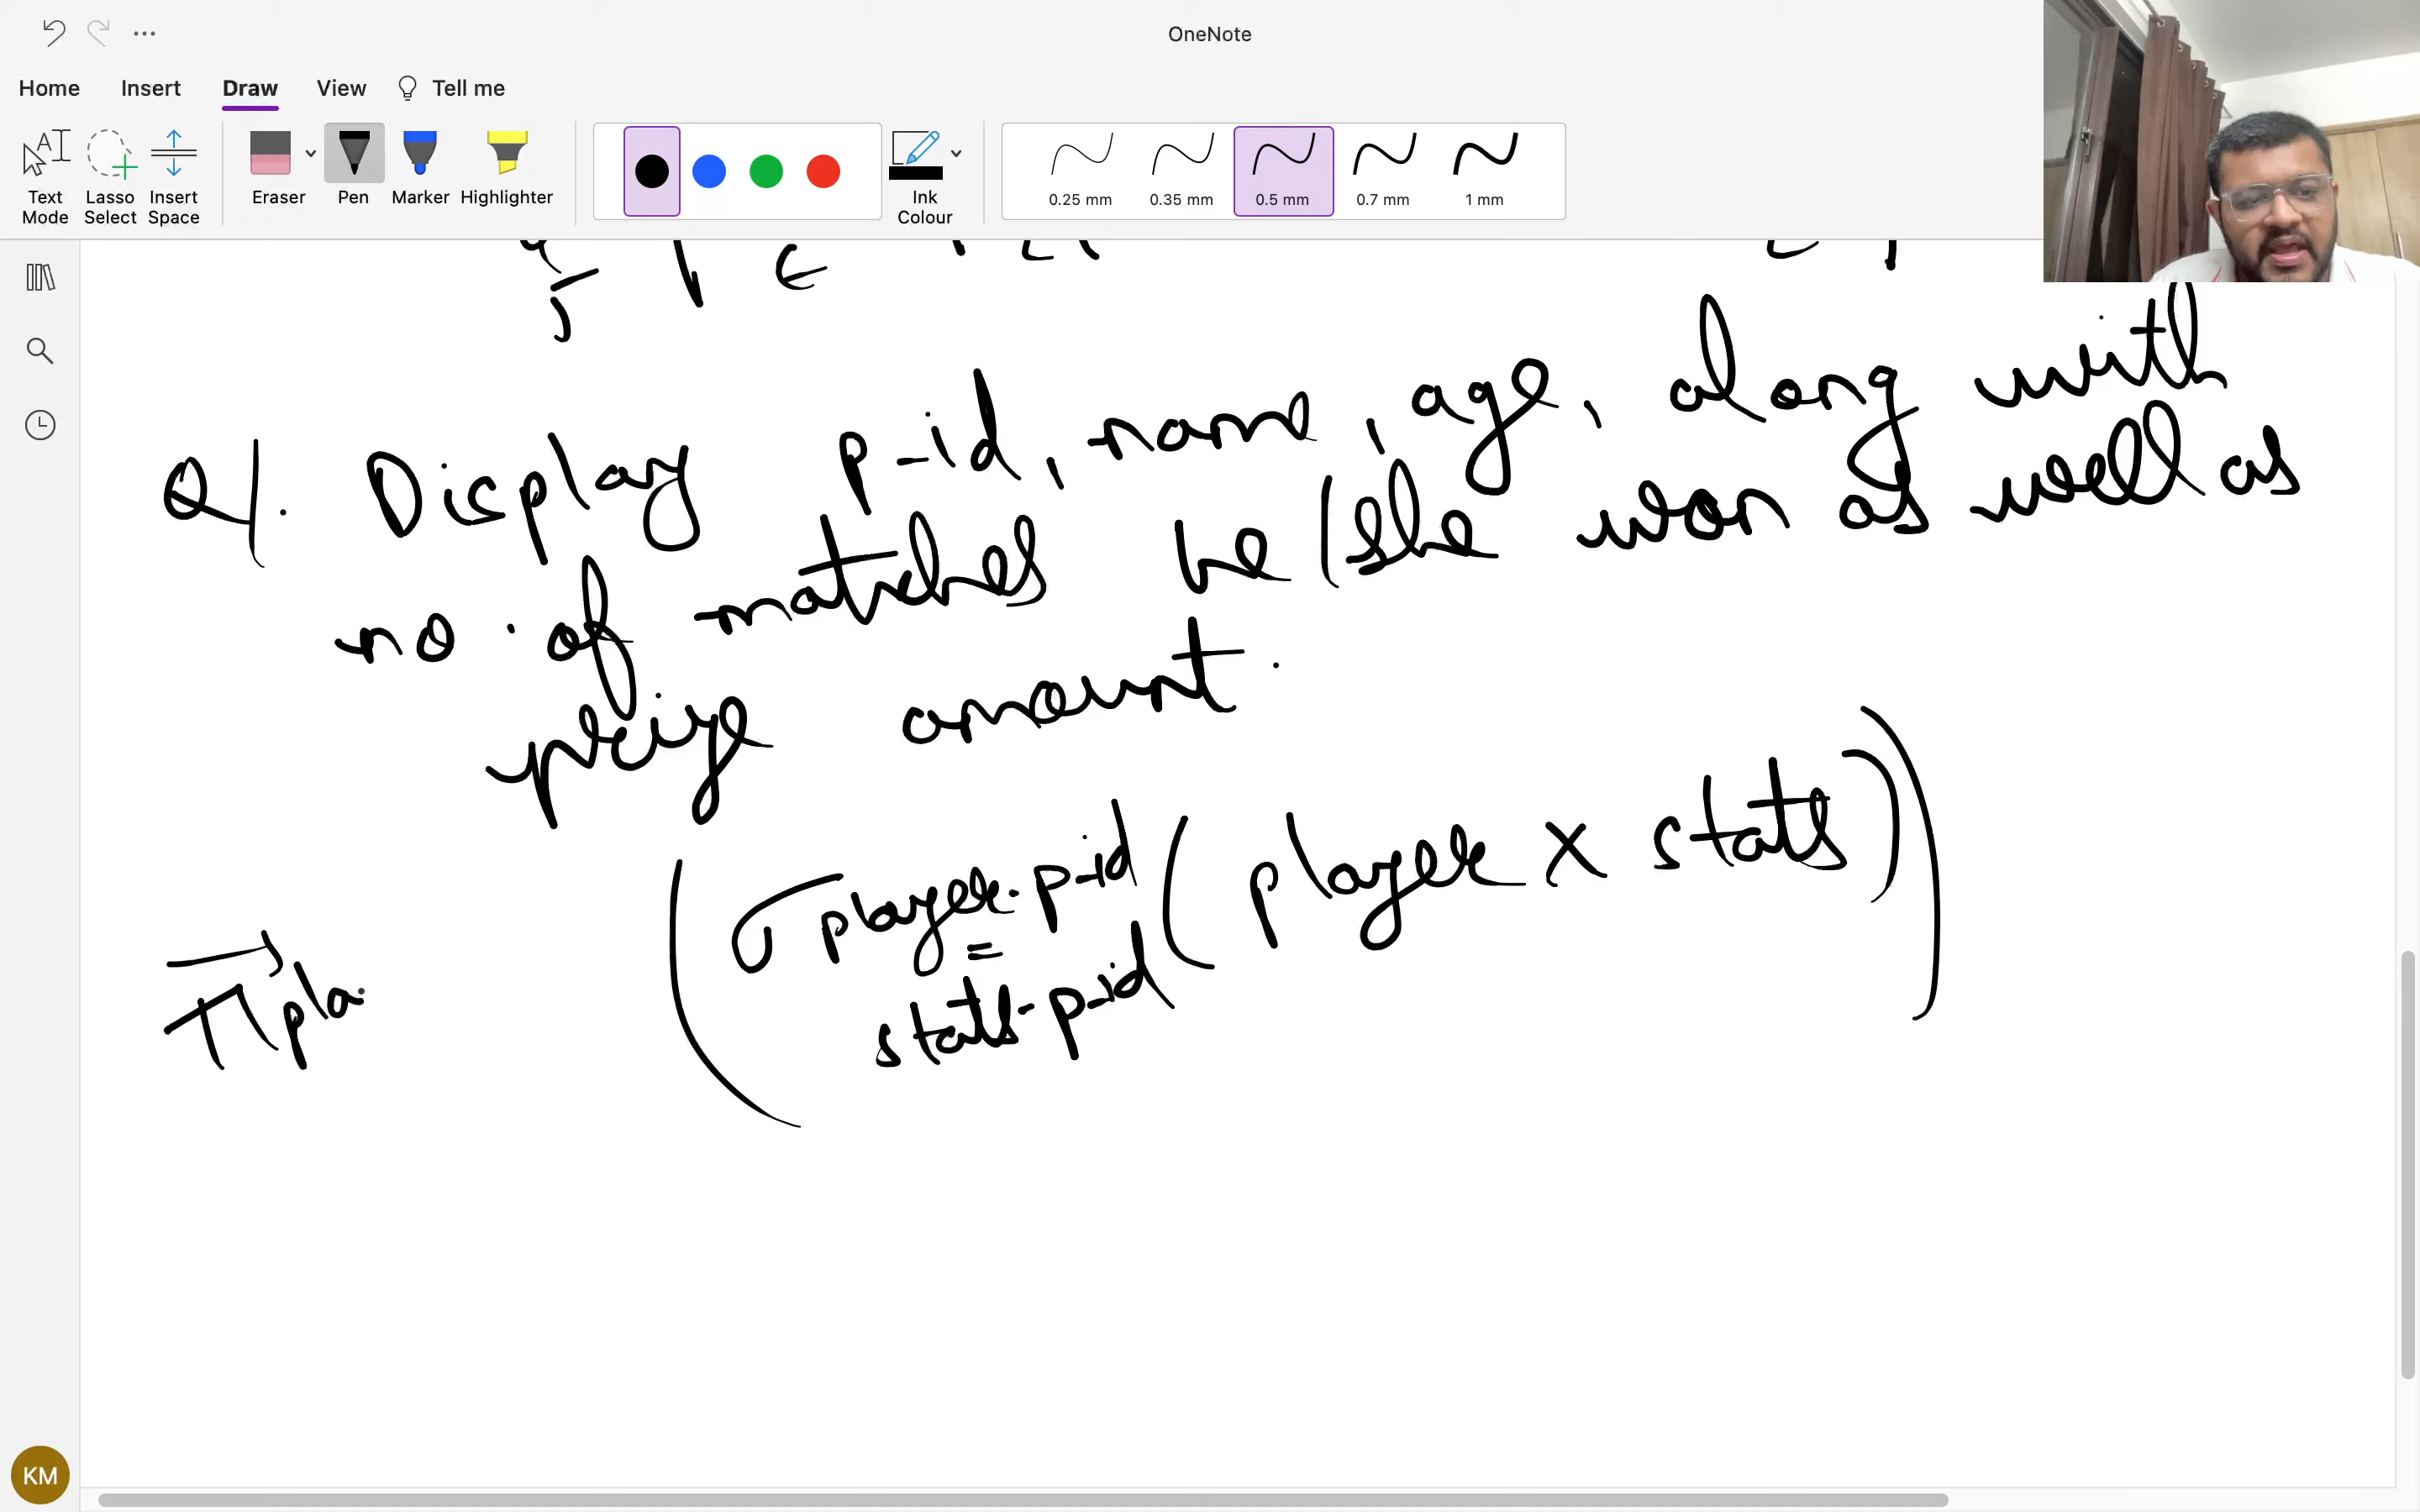 OneNote
Home Insert Draw View Tell me
Text Mode Lasso Select Insert Space Eraser Pen Marker Highlighter Ink Colour 0.25 mm 0.35 mm 0.5 mm 0.7 mm 1 mm
Q1. Display p-id, name, age, along with
no. of matches he/she won as well as
prize amount.
π pla ( σ player.p-id = stats.p-id ( player × stats ) )
KM